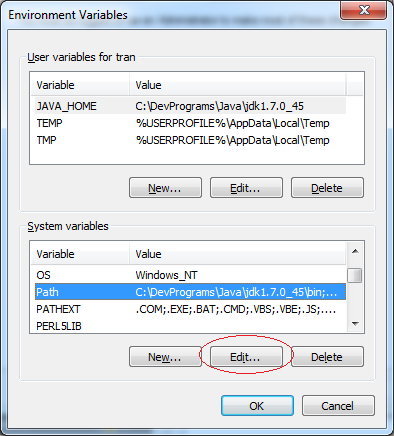 Environment Variables
User variables for tran
Variable Value
JAVA_HOME C:\DevPrograms\Java\jdk1.7.0_45
TEMP %USERPROFILE%\AppData\Local\Temp
TMP %USERPROFILE%\AppData\Local\Temp
New... Edit... Delete
System variables
Variable Value
OS Windows_NT
Path C:\DevPrograms\Java\jdk1.7.0_45\bin;...
PATHEXT .COM;.EXE;.BAT;.CMD;.VBS;.VBE;.JS;....
PERL5LIB
New... Edit... Delete
OK Cancel